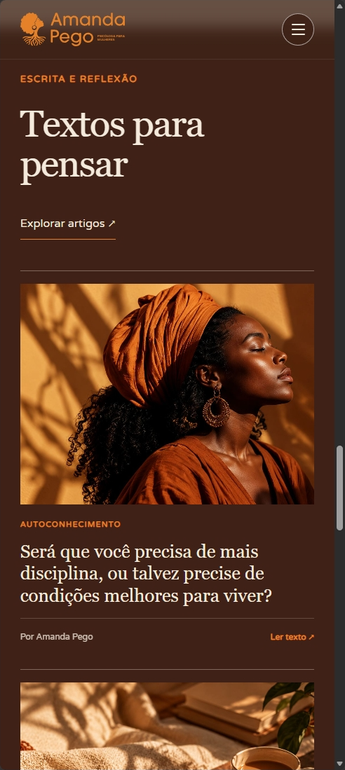 Amanda
Pego
ESCRITA E REFLEXÃO
Textos para
pensar
Explorar artigos ↗
AUTOCONHECIMENTO
Será que você precisa de mais
disciplina, ou talvez precise de
condições melhores para viver?
Por Amanda Pego
Ler texto ↗